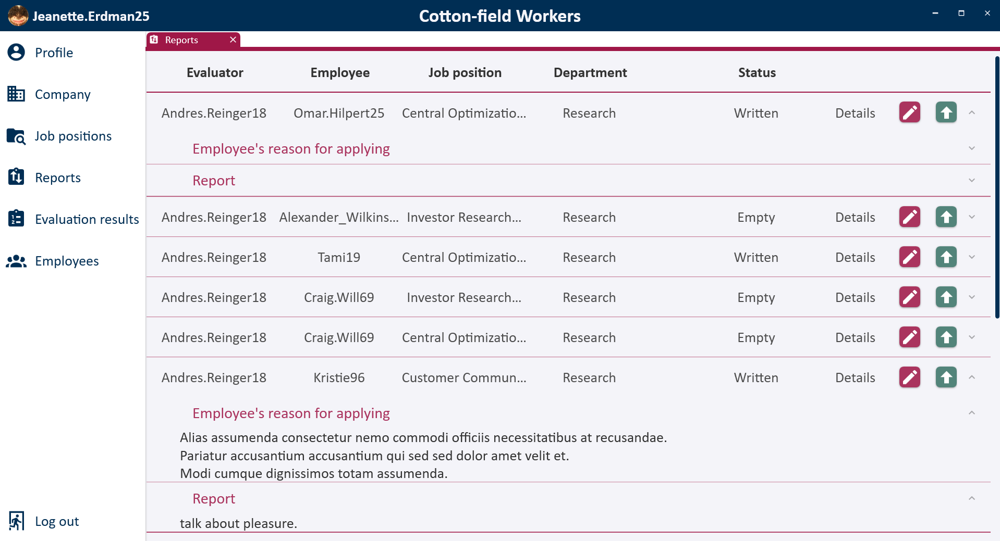 Jeanette.Erdman25
Cotton-field Workers
Profile
Company
Job positions
Reports
Evaluation results
Employees
Log out
Reports
Evaluator Employee Job position Department Status
Andres.Reinger18 Omar.Hilpert25 Central Optimizatio... Research Written Details
Employee's reason for applying
Report
Andres.Reinger18 Alexander_Wilkins... Investor Research... Research Empty Details
Andres.Reinger18 Tami19 Central Optimizatio... Research Written Details
Andres.Reinger18 Craig.Will69 Investor Research... Research Empty Details
Andres.Reinger18 Craig.Will69 Central Optimizatio... Research Empty Details
Andres.Reinger18 Kristie96 Customer Commun... Research Written Details
Employee's reason for applying
Alias assumenda consectetur nemo commodi officiis necessitatibus at recusandae.
Pariatur accusantium accusantium qui sed sed dolor amet velit et.
Modi cumque dignissimos totam assumenda.
Report
talk about pleasure.